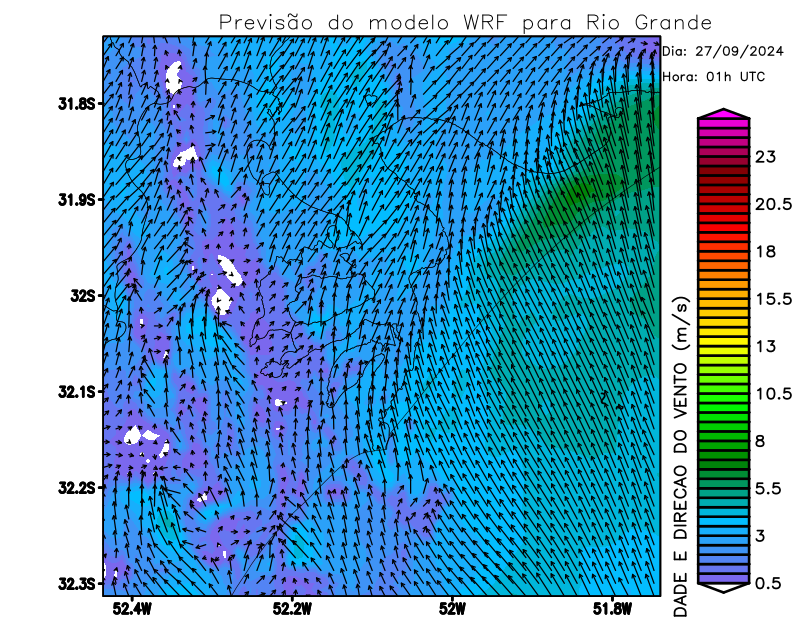 Previsão do modelo WRF para Rio Grande
Dia: 27/09/2024
Hora: 01h UTC
31.8S
31.9S
32S
32.1S
32.2S
32.3S
52.4W
52.2W
52W
51.8W
23
20.5
18
15.5
13
10.5
8
5.5
3
0.5
DADE E DIRECAO DO VENTO (m/s)